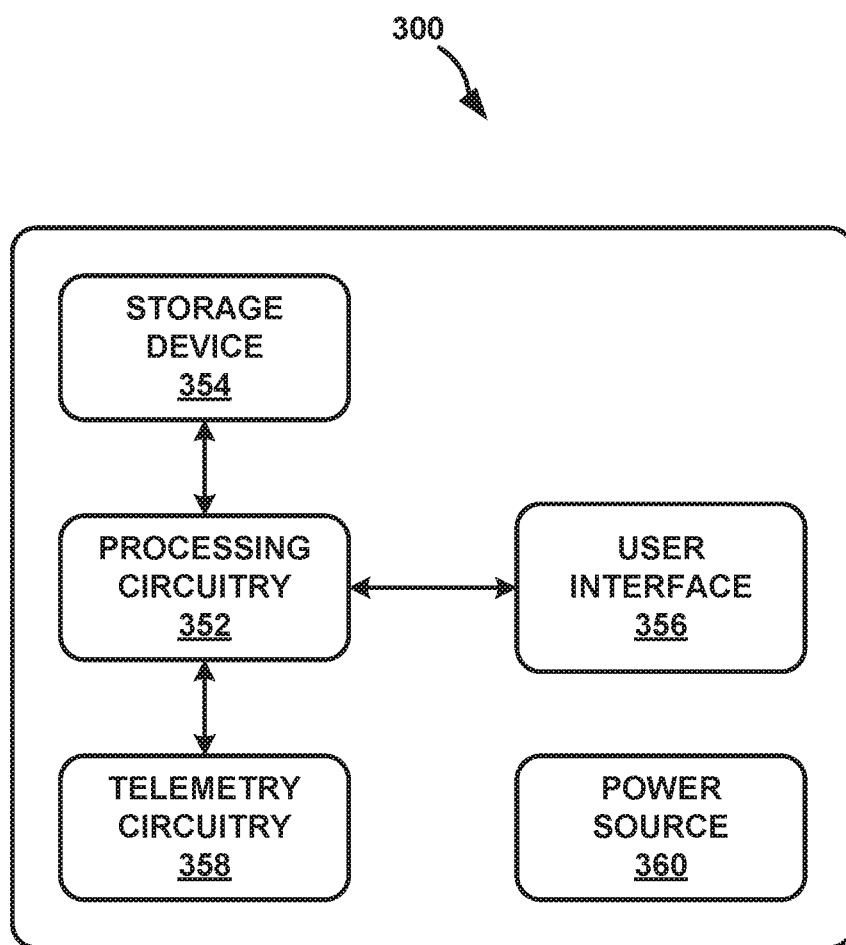 300
STORAGE
DEVICE
354
PROCESSING
CIRCUITRY
352
USER
INTERFACE
356
TELEMETRY
CIRCUITRY
358
POWER
SOURCE
360